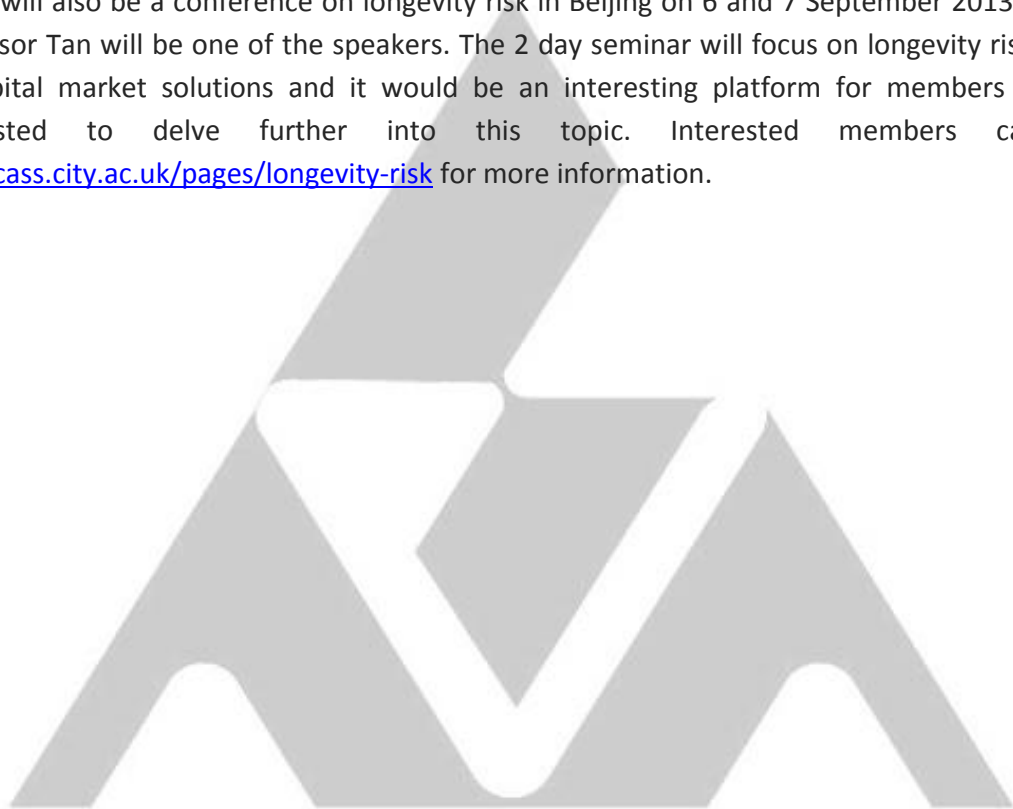 will also be a conference on longevity risk in Beijing on 6 and 7 September 2013
sor Tan will be one of the speakers. The 2 day seminar will focus on longevity ris
pital market solutions and it would be an interesting platform for members
sted to delve further into this topic. Interested members ca
cass.city.ac.uk/pages/longevity-risk for more information.